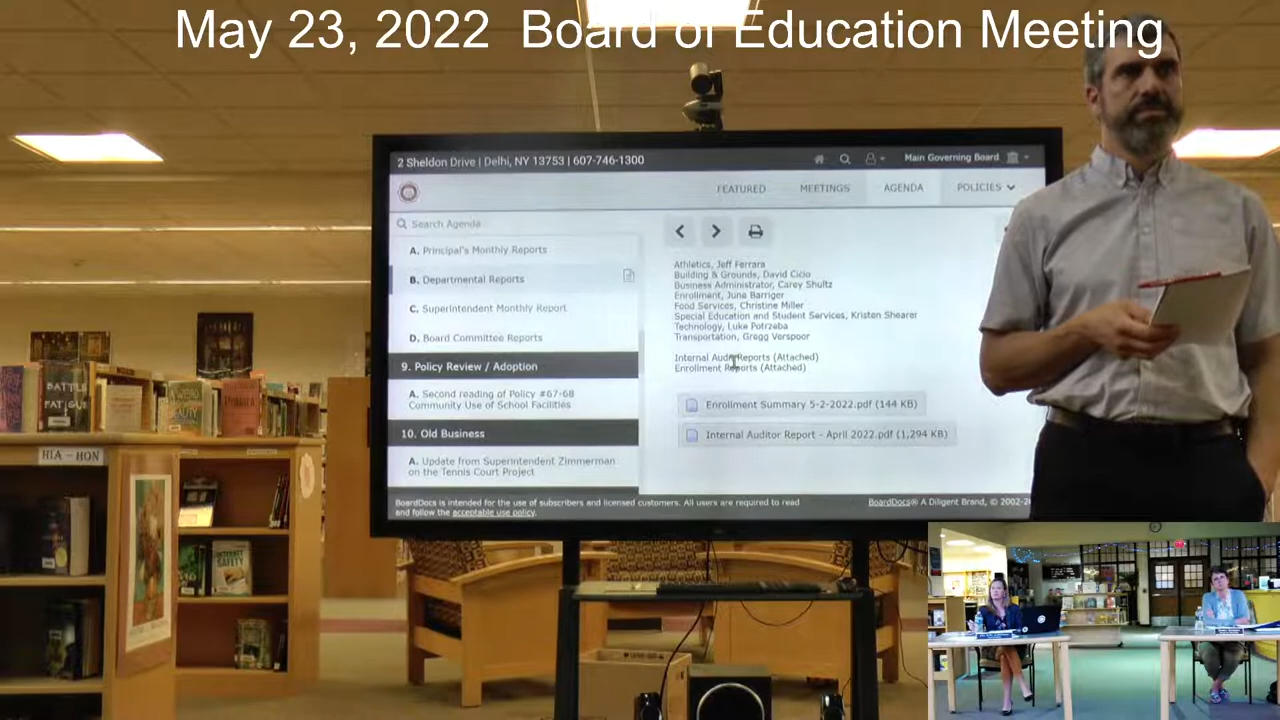 May 23, 2022 Board of Education Meeting
2 Sheldon Drive | Delhi, NY 13753 | 607-746-1300
Main Governing Board
FEATURED
MEETINGS
AGENDA
POLICIES
Search Agenda
A. Principal's Monthly Reports
B. Departmental Reports
C. Superintendent Monthly Report
D. Board Committee Reports
9. Policy Review / Adoption
A. Second reading of Policy #67-68
Community Use of School Facilities
10. Old Business
A. Update from Superintendent Zimmerman
on the Tennis Court Project
Athletics, Jeff Ferrara
Building & Grounds, David Cicio
Business Administrator, Carey Shultz
Enrollment, June Barriger
Food Services, Christine Miller
Special Education and Student Services, Kristen Shearer
Technology, Luke Potrzeba
Transportation, Gregg Verspoor
Internal Audit Reports (Attached)
Enrollment Reports (Attached)
Enrollment Summary 5-2-2022.pdf (144 KB)
Internal Auditor Report - April 2022.pdf (1,294 KB)
BoardDocs is intended for the use of subscribers and licensed customers. All users are required to read
and follow the acceptable use policy.
BoardDocs® A Diligent Brand, © 2002-2
BATTLE
FATIGUE
HIA - HON
INTERNET
SAFETY